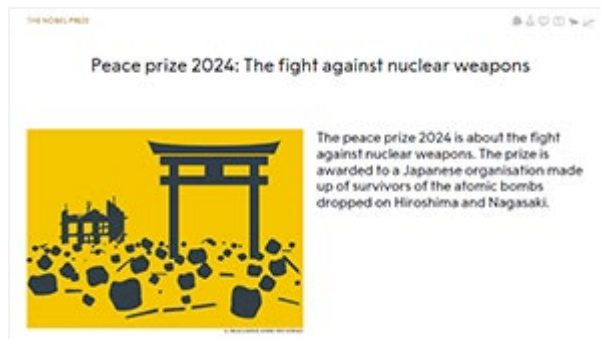 THE NOBEL PRIZE
Peace prize 2024: The fight against nuclear weapons
The peace prize 2024 is about the fight
against nuclear weapons. The prize is
awarded to a Japanese organisation made
up of survivors of the atomic bombs
dropped on Hiroshima and Nagasaki.